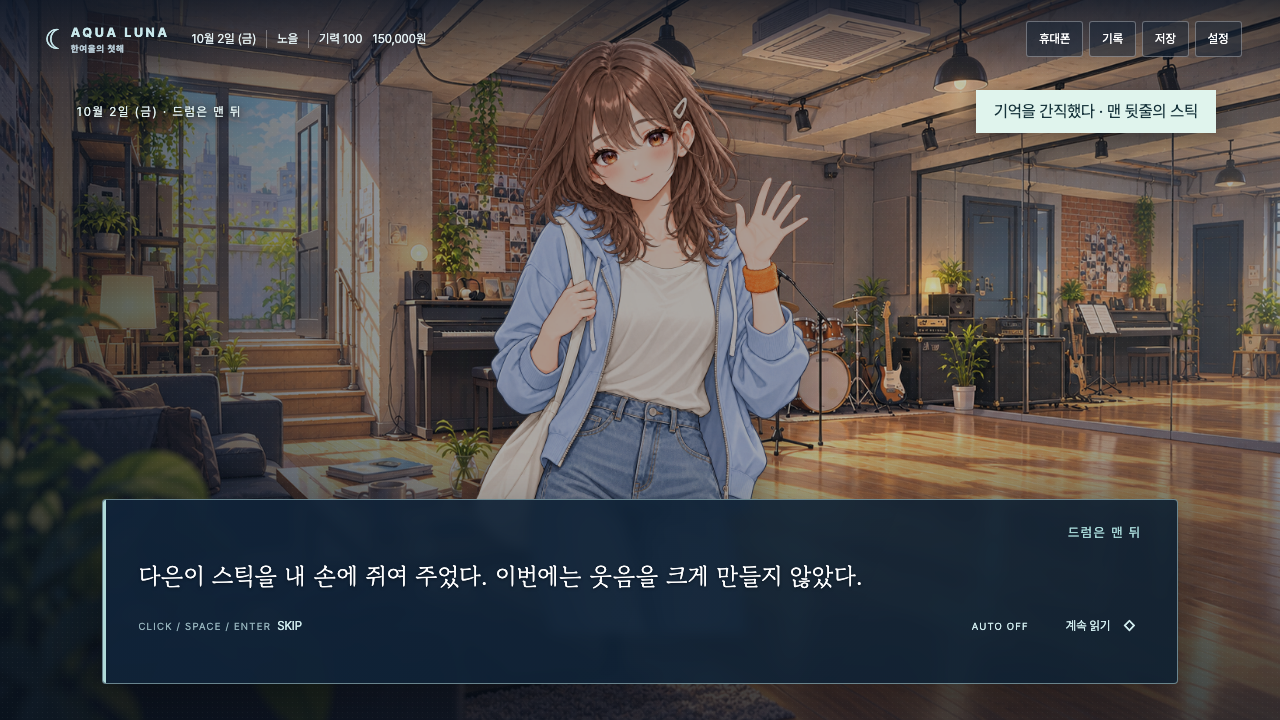 AQUA LUNA
한여울의 첫해
10월 2일 (금) 노을 기력 100 150,000원
휴대폰 기록 저장 설정
10월 2일 (금) · 드럼은 맨 뒤
기억을 간직했다 · 맨 뒷줄의 스틱
드럼은 맨 뒤
다은이 스틱을 내 손에 쥐여 주었다. 이번에는 웃음을 크게 만들지 않았다.
CLICK / SPACE / ENTER SKIP
AUTO OFF 계속 읽기